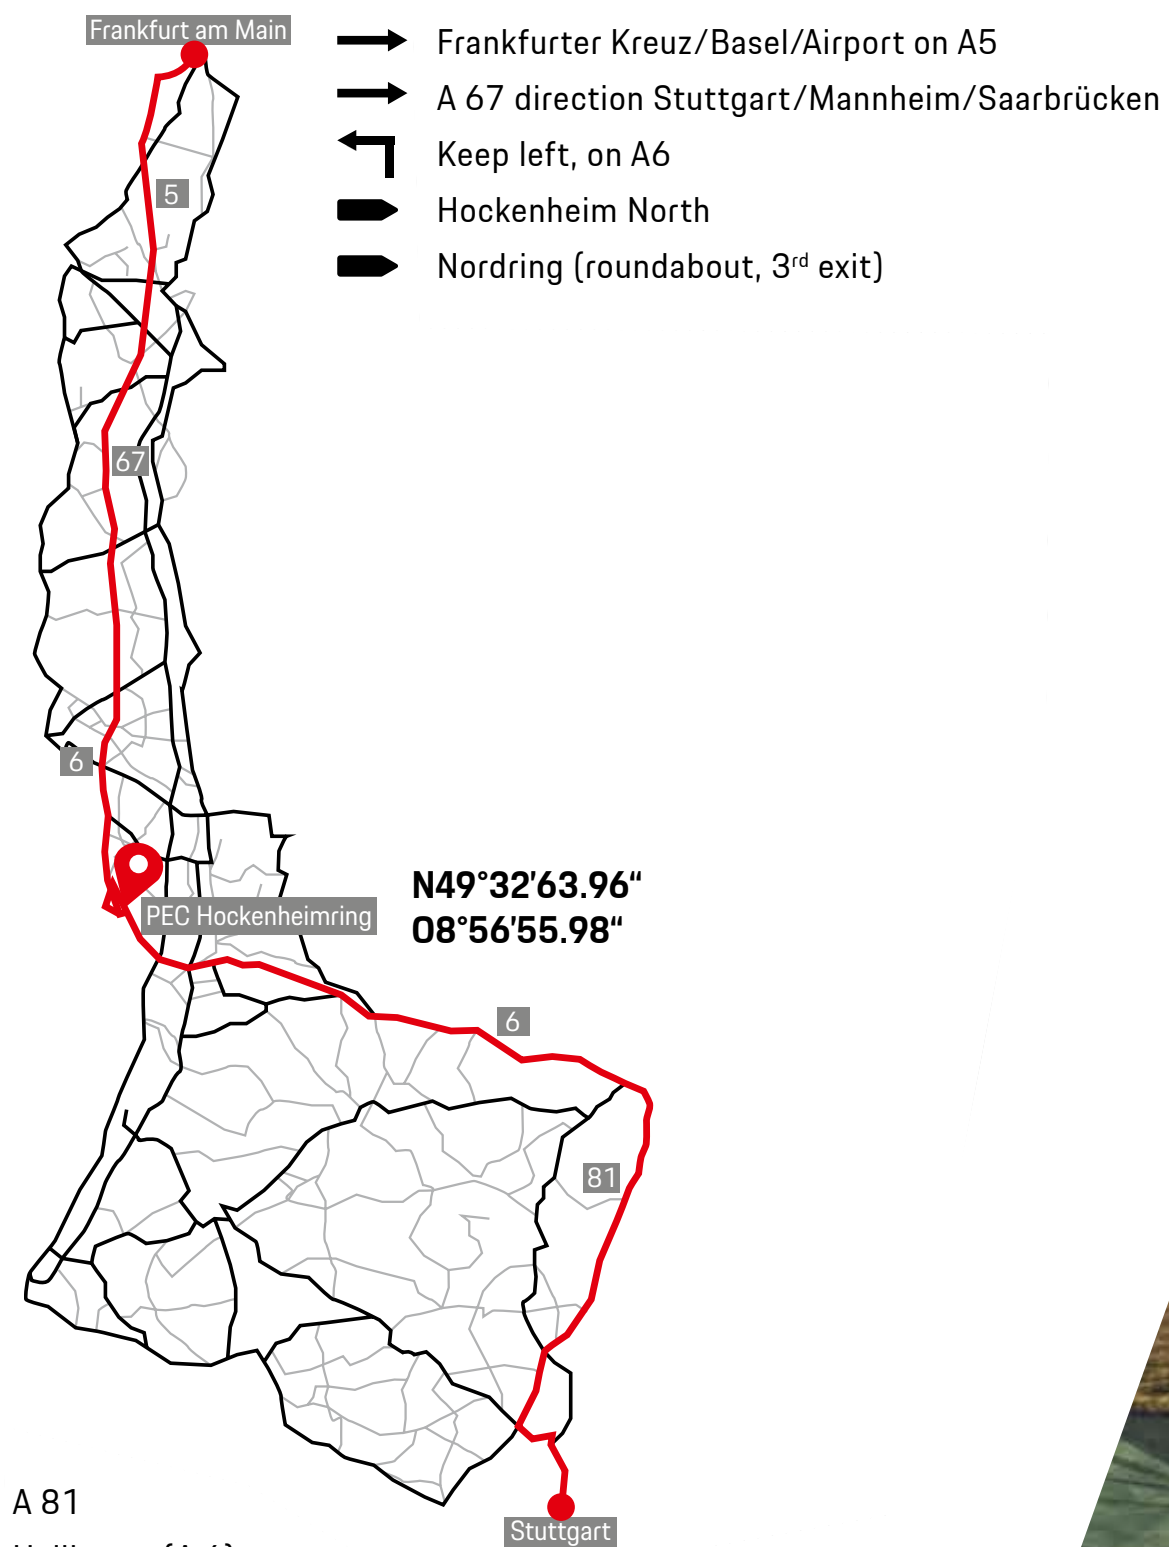 Frankfurt am Main
Frankfurter Kreuz/Basel/Airport on A5
A 67 direction Stuttgart/Mannheim/Saarbrücken
Keep left, on A6
5
Hockenheim North
Nordring (roundabout, 3rd exit)
67
6
N49°32'63.96“
PEC Hockenheimring
O8°56'55.98“
6
81
A 81
Stuttgart